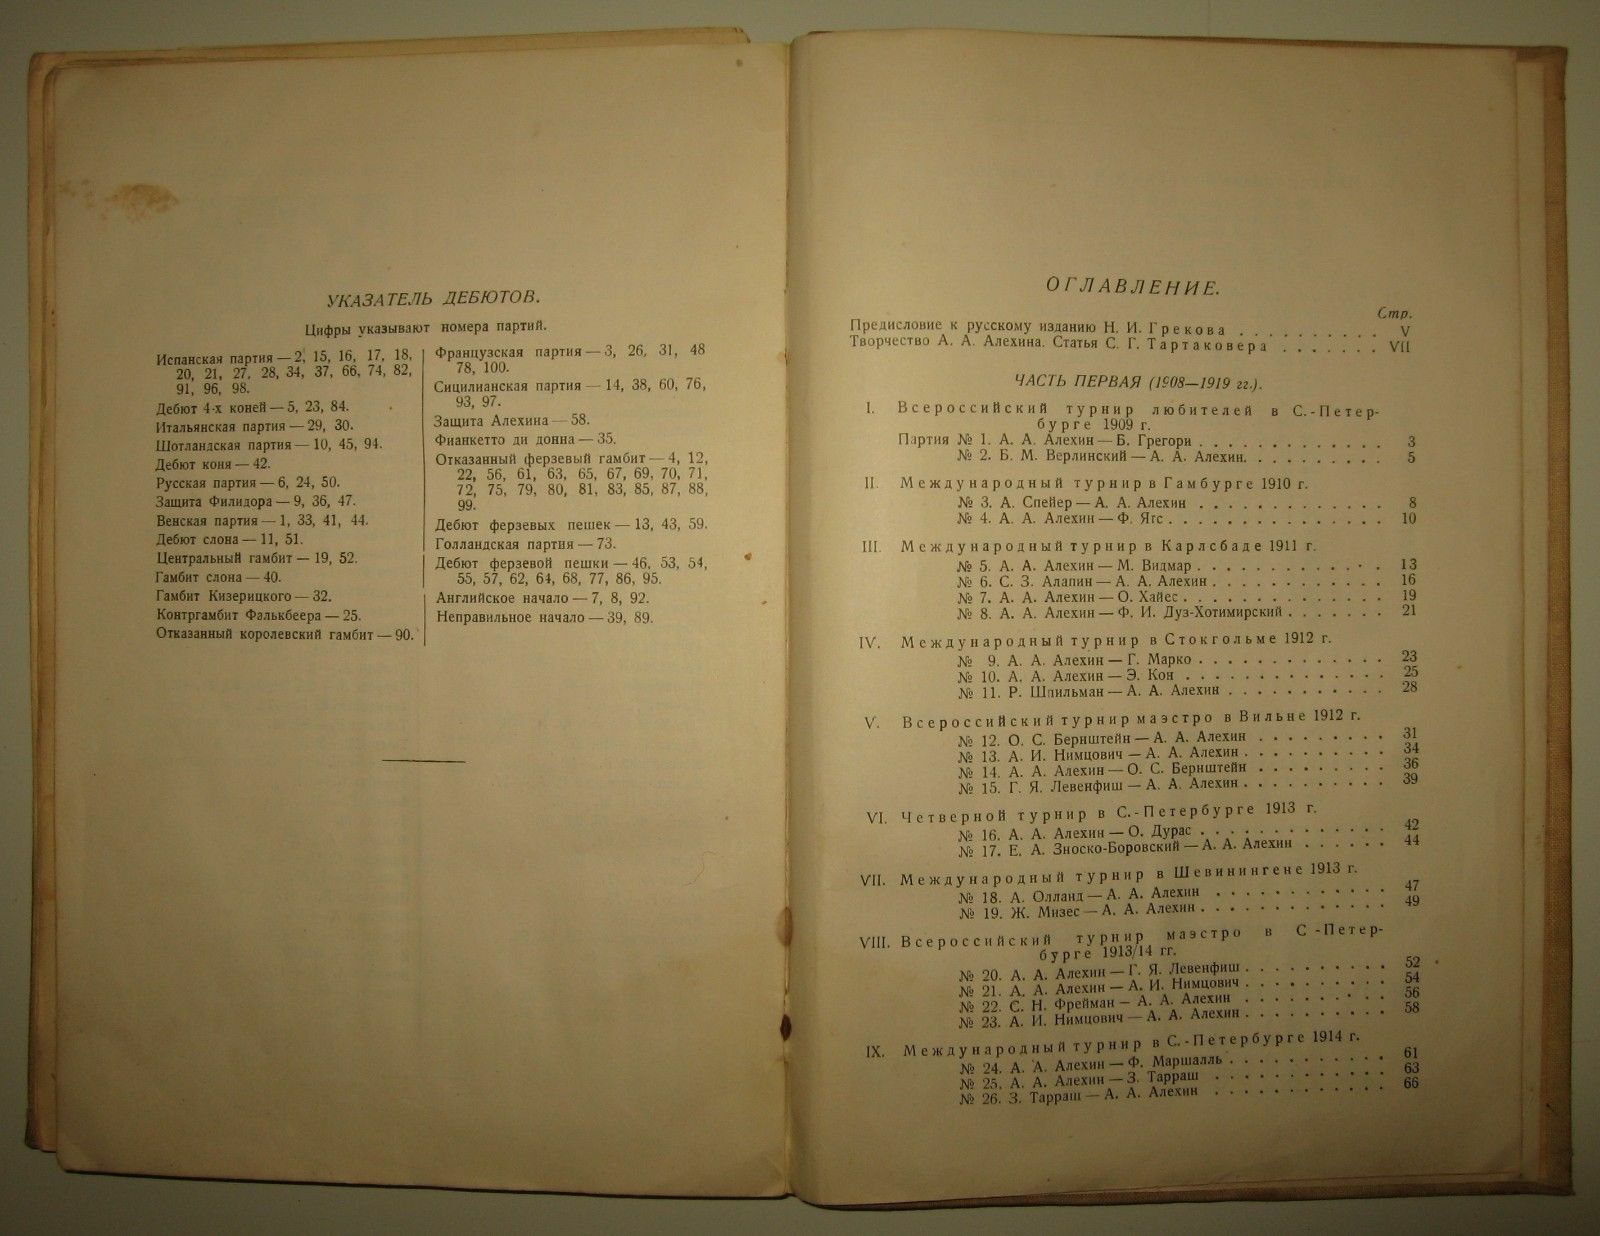 УКАЗАТЕЛЬ ДЕБЮТОВ.
Цифры указывают номера партий.
Испанская партия — 2, 15, 16, 17, 18,
20, 21, 27, 28, 34, 37, 66, 74, 82,
91, 96, 98.
Дебют 4-х коней — 5, 23, 84.
Итальянская партия — 29, 30.
Шотландская партия — 10, 45, 94.
Дебют коня — 42.
Русская партия — 6, 24, 50.
Защита Филидора — 9, 36, 47.
Венская партия — 1, 33, 41, 44.
Дебют слона — 11, 51.
Центральный гамбит — 19, 52.
Гамбит слона — 40.
Гамбит Кизерицкого — 32.
Контргамбит Фалькбеера — 25.
Отказанный королевский гамбит — 90.
Французская партия — 3, 26, 31, 48
78, 100.
Сицилианская партия — 14, 38, 60, 76,
93, 97.
Защита Алехина — 58.
Фианкетто ди донна — 35.
Отказанный ферзевый гамбит — 4, 12,
22, 56, 61, 63, 65, 67, 69, 70, 71,
72, 75, 79, 80, 81, 83, 85, 87, 88,
99.
Дебют ферзевых пешек — 13, 43, 59.
Голландская партия — 73.
Дебют ферзевой пешки — 46, 53, 54,
55, 57, 62, 64, 68, 77, 86, 95.
Английское начало — 7, 8, 92.
Неправильное начало — 39, 89.
ОГЛАВЛЕНИЕ.
Стр.
Предисловие к русскому изданию Н. И. Грекова . . . . . . . . . . V
Творчество А. А. Алехина. Статья С. Г. Тартаковера . . . . . . . VII
ЧАСТЬ ПЕРВАЯ (1908—1919 гг.).
I. Всероссийский турнир любителей в С.-Петер-
бурге 1909 г.
Партия № 1. А. А. Алехин — Б. Грегори . . . . . . . . . . . . . 3
№ 2. Б. М. Верлинский — А. А. Алехин. . . . . . . . . . 5
II. Международный турнир в Гамбурге 1910 г.
№ 3. А. Спейер — А. А. Алехин . . . . . . . . . . . . . 8
№ 4. А. А. Алехин — Ф. Ягс . . . . . . . . . . . . . . 10
III. Международный турнир в Карлсбаде 1911 г.
№ 5. А. А. Алехин — М. Видмар . . . . . . . . . . . . . 13
№ 6. С. З. Алапин — А. А. Алехин . . . . . . . . . . . . 16
№ 7. А. А. Алехин — О. Хайес . . . . . . . . . . . . . . 19
№ 8. А. А. Алехин — Ф. И. Дуз-Хотимирский . . . . . . . 21
IV. Международный турнир в Стокгольме 1912 г.
№ 9. А. А. Алехин — Г. Марко . . . . . . . . . . . . . 23
№ 10. А. А. Алехин — Э. Кон . . . . . . . . . . . . . . 25
№ 11. Р. Шпильман — А. А. Алехин . . . . . . . . . . . 28
V. Всероссийский турнир маэстро в Вильне 1912 г.
№ 12. О. С. Бернштейн — А. А. Алехин . . . . . . . . . 31
№ 13. А. И. Нимцович — А. А. Алехин . . . . . . . . . . 34
№ 14. А. А. Алехин — О. С. Бернштейн . . . . . . . . . 36
№ 15. Г. Я. Левенфиш — А. А. Алехин . . . . . . . . . . 39
VI. Четверной турнир в С.-Петербурге 1913 г.
№ 16. А. А. Алехин — О. Дурас . . . . . . . . . . . . . 42
№ 17. Е. А. Зноско-Боровский — А. А. Алехин . . . . . . 44
VII. Международный турнир в Шевинингене 1913 г.
№ 18. А. Олланд — А. А. Алехин . . . . . . . . . . . . 47
№ 19. Ж. Мизес — А. А. Алехин . . . . . . . . . . . . . 49
VIII. Всероссийский турнир маэстро в С -Петер-
бурге 1913/14 гг.
№ 20. А. А. Алехин — Г. Я. Левенфиш . . . . . . . . . . 52
№ 21. А. А. Алехин — А. И. Нимцович . . . . . . . . . . 54
№ 22. С. Н. Фрейман — А. А. Алехин . . . . . . . . . . 56
№ 23. А. И. Нимцович — А. А. Алехин . . . . . . . . . . 58
IX. Международный турнир в С.-Петербурге 1914 г.
№ 24. А. А. Алехин — Ф. Маршалль . . . . . . . . . . . 61
№ 25. А. А. Алехин — З. Тарраш . . . . . . . . . . . . 63
№ 26. З. Тарраш — А. А. Алехин . . . . . . . . . . . . 66